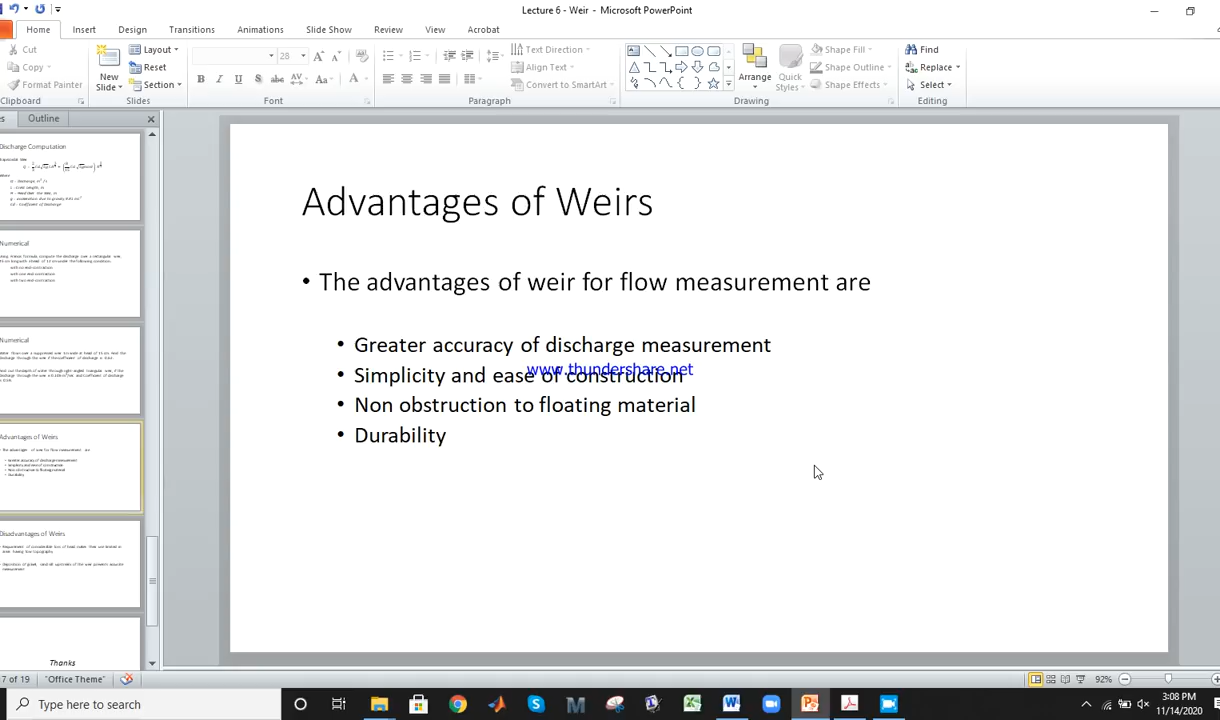 Lecture 6 - Weir - Microsoft PowerPoint
Home Insert Design Transitions Animations Slide Show Review View Acrobat
Cut
Copy
Format Painter
Clipboard
New Slide
Layout
Reset
Section
Slides
28
Font
Paragraph
Text Direction
Align Text
Convert to SmartArt
Arrange
Quick Styles
Shape Fill
Shape Outline
Shape Effects
Drawing
Find
Replace
Select
Editing
Outline
Discharge Computation
Numerical
Numerical
Advantages of Weirs
Disadvantages of Weirs
Thanks
Advantages of Weirs
• The advantages of weir for flow measurement are
• Greater accuracy of discharge measurement
www.thundershare.net
• Simplicity and ease of construction
• Non obstruction to floating material
• Durability
7 of 19 "Office Theme" 92%
Type here to search
3:08 PM
11/14/2020